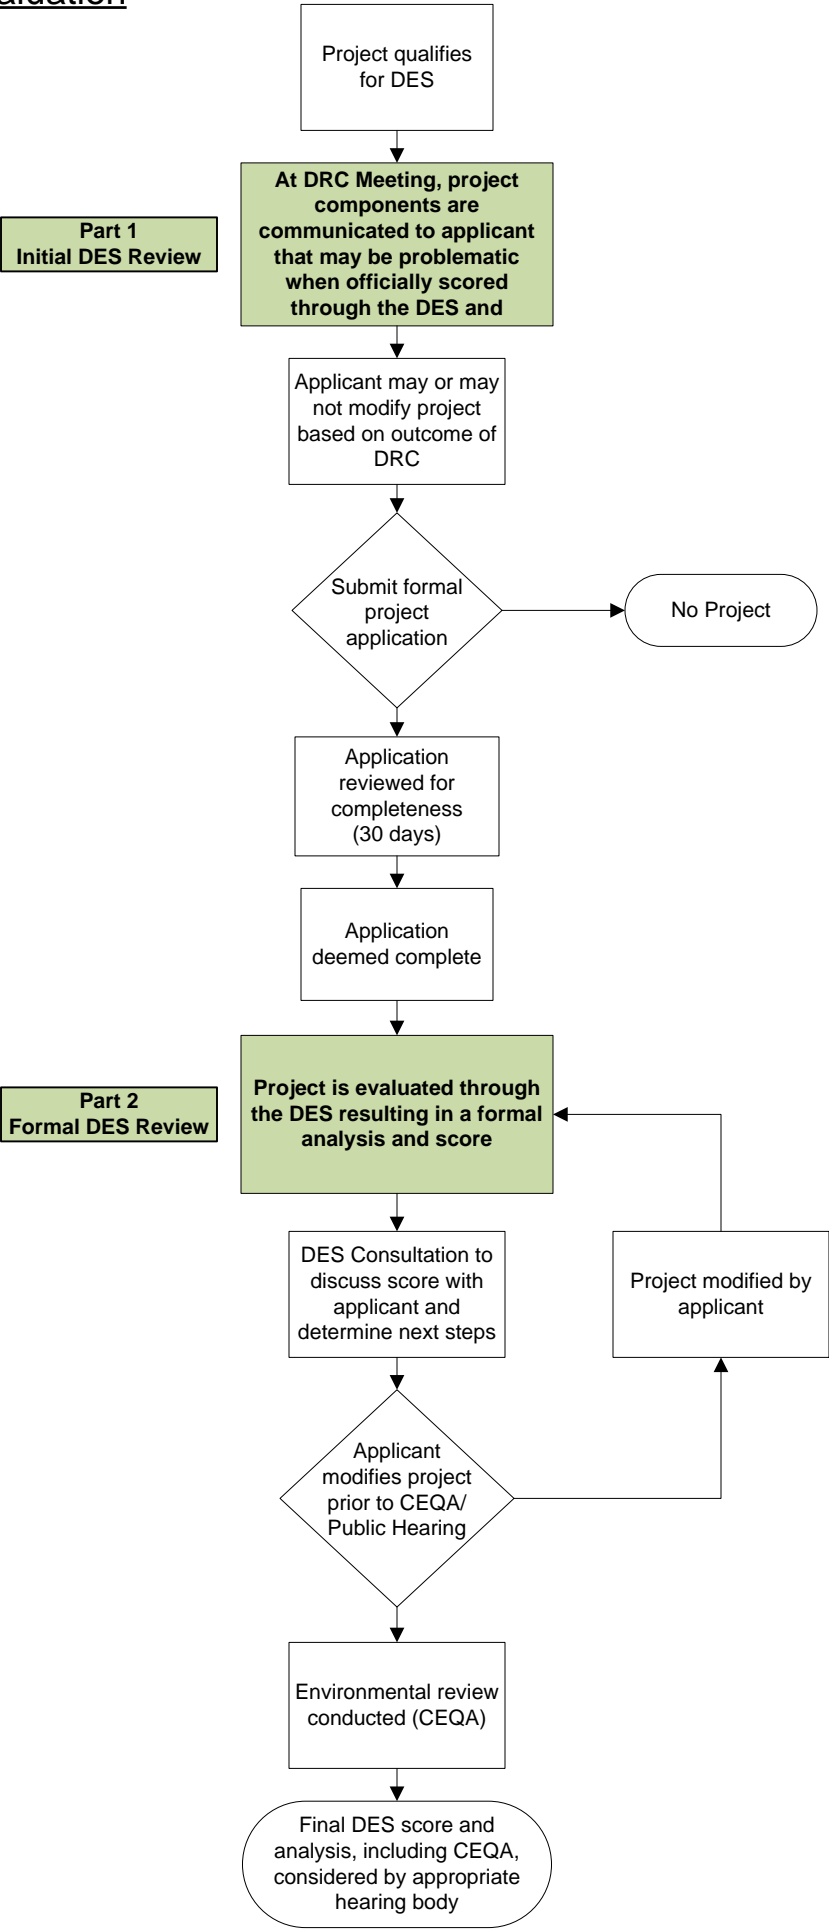 Project qualifies
for DES
At DRC Meeting, project
components are
communicated to applicant
that may be problematic
when officially scored
through the DES and
Part 1
Initial DES Review
Applicant may or may
not modify project
based on outcome of
DRC
Submit formal
project
application
No Project
Application
reviewed for
completeness
(30 days)
Application
deemed complete
Project is evaluated through
the DES resulting in a formal
analysis and score
Part 2
Formal DES Review
DES Consultation to
discuss score with
applicant and
determine next steps
Project modified by
applicant
Applicant
modifies project
prior to CEQA/
Public Hearing
Environmental review
conducted (CEQA)
Final DES score and
analysis, including CEQA,
considered by appropriate
hearing body